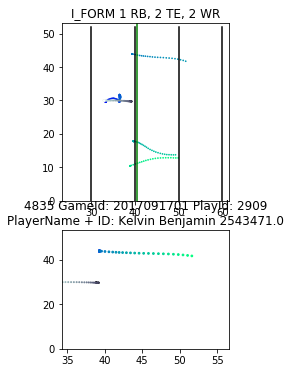 I_FORM 1 RB, 2 TE, 2 WR
50
40
30
20
10
0
30 40 50 60
4835 GameId: 2017091701 PlayId: 2909
PlayerName + ID: Kelvin Benjamin 2543471.0
40
20
0
35 40 45 50 55